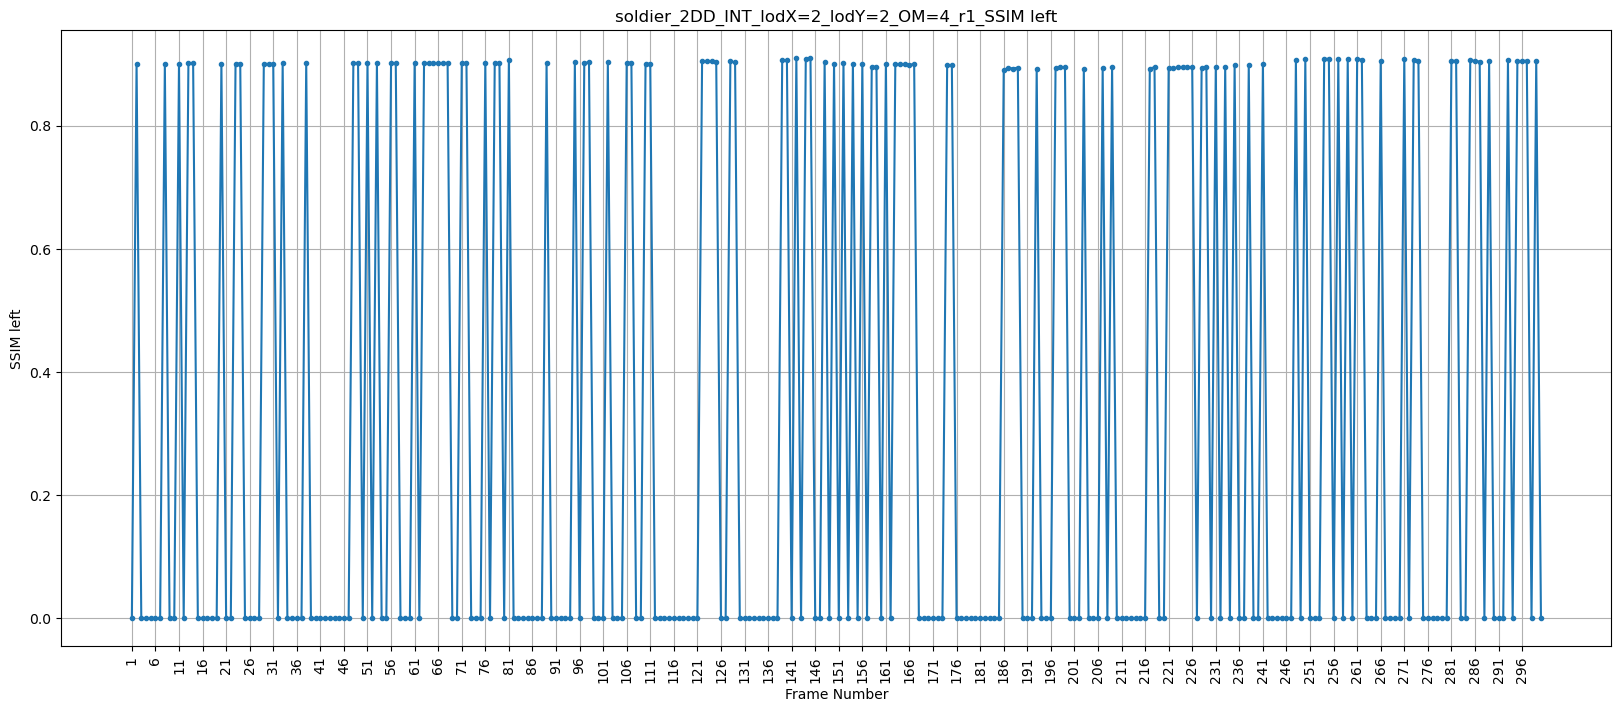 soldier_2DD_INT_lodX=2_lodY=2_OM=4_r1_SSIM left
SSIM left
0.8
0.6
0.4
0.2
0.0
1 6 11 16 21 26 31 36 41 46 51 56 61 66 71 76 81 86 91 96 101 106 111 116 121 126 131 136 141 146 151 156 161 166 171 176 181 186 191 196 201 206 211 216 221 226 231 236 241 246 251 256 261 266 271 276 281 286 291 296
Frame Number